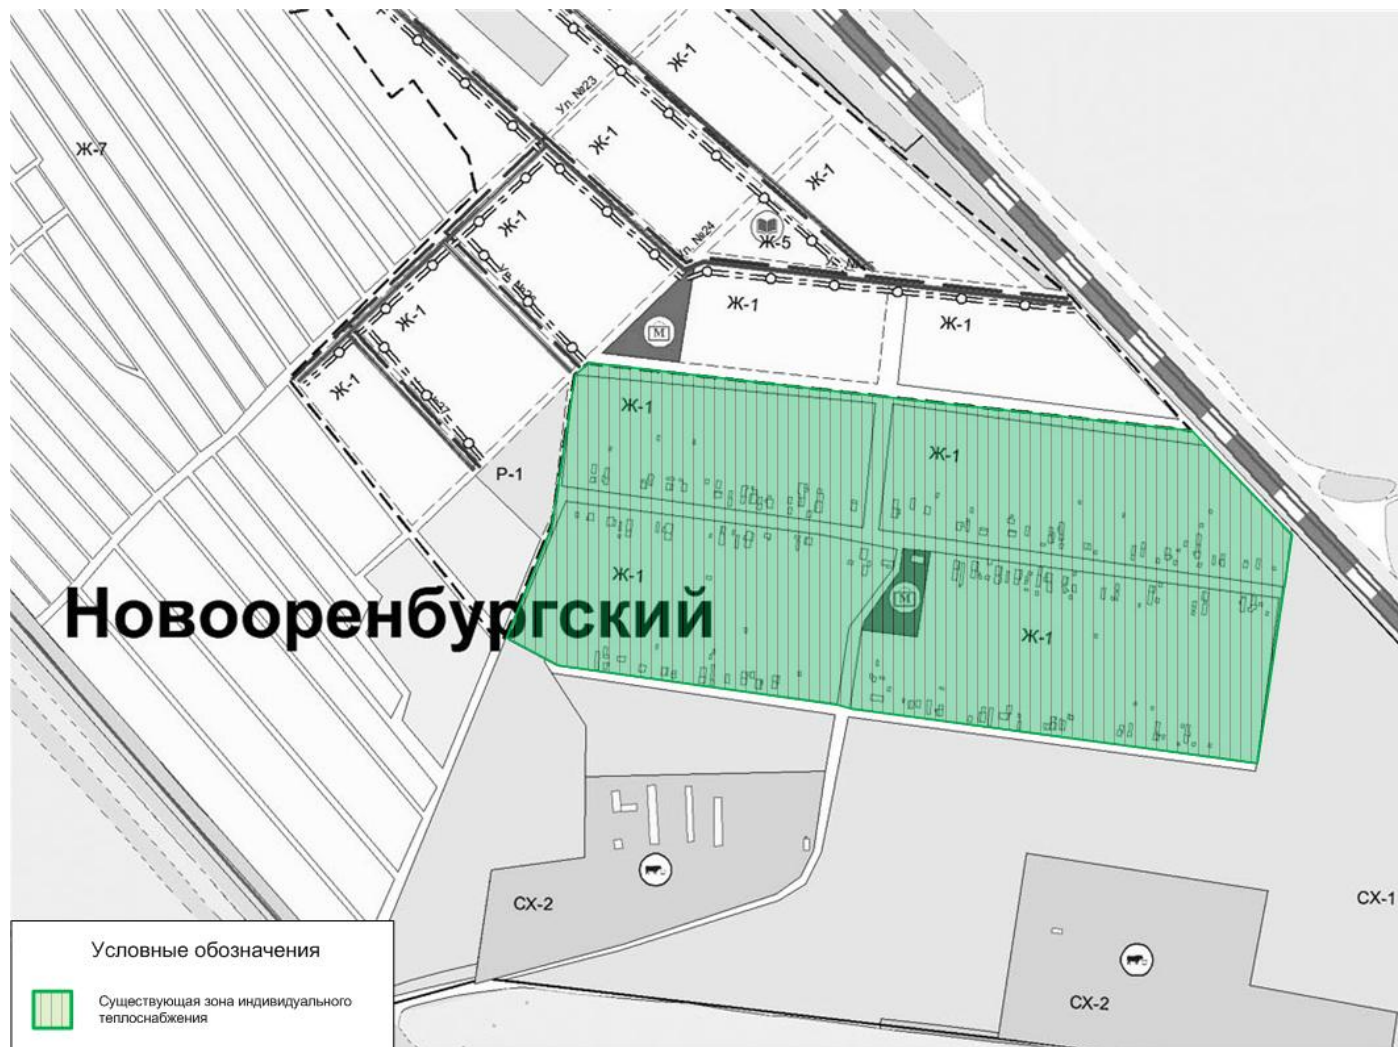 Ж-1
Ул. №23
Ж-7
Ж-1
Ж-1
Ж-1
Ул. №24
Ж-5
Ж-1
Ж-1
Ж-1
Ж-1
М
Ж-1
Ж-1
Р-1
Ж-1
Новооренбургский
М
Ж-1
СХ-2
СХ-1
СХ-2
Условные обозначения
Существующая зона индивидуального
теплоснабжения